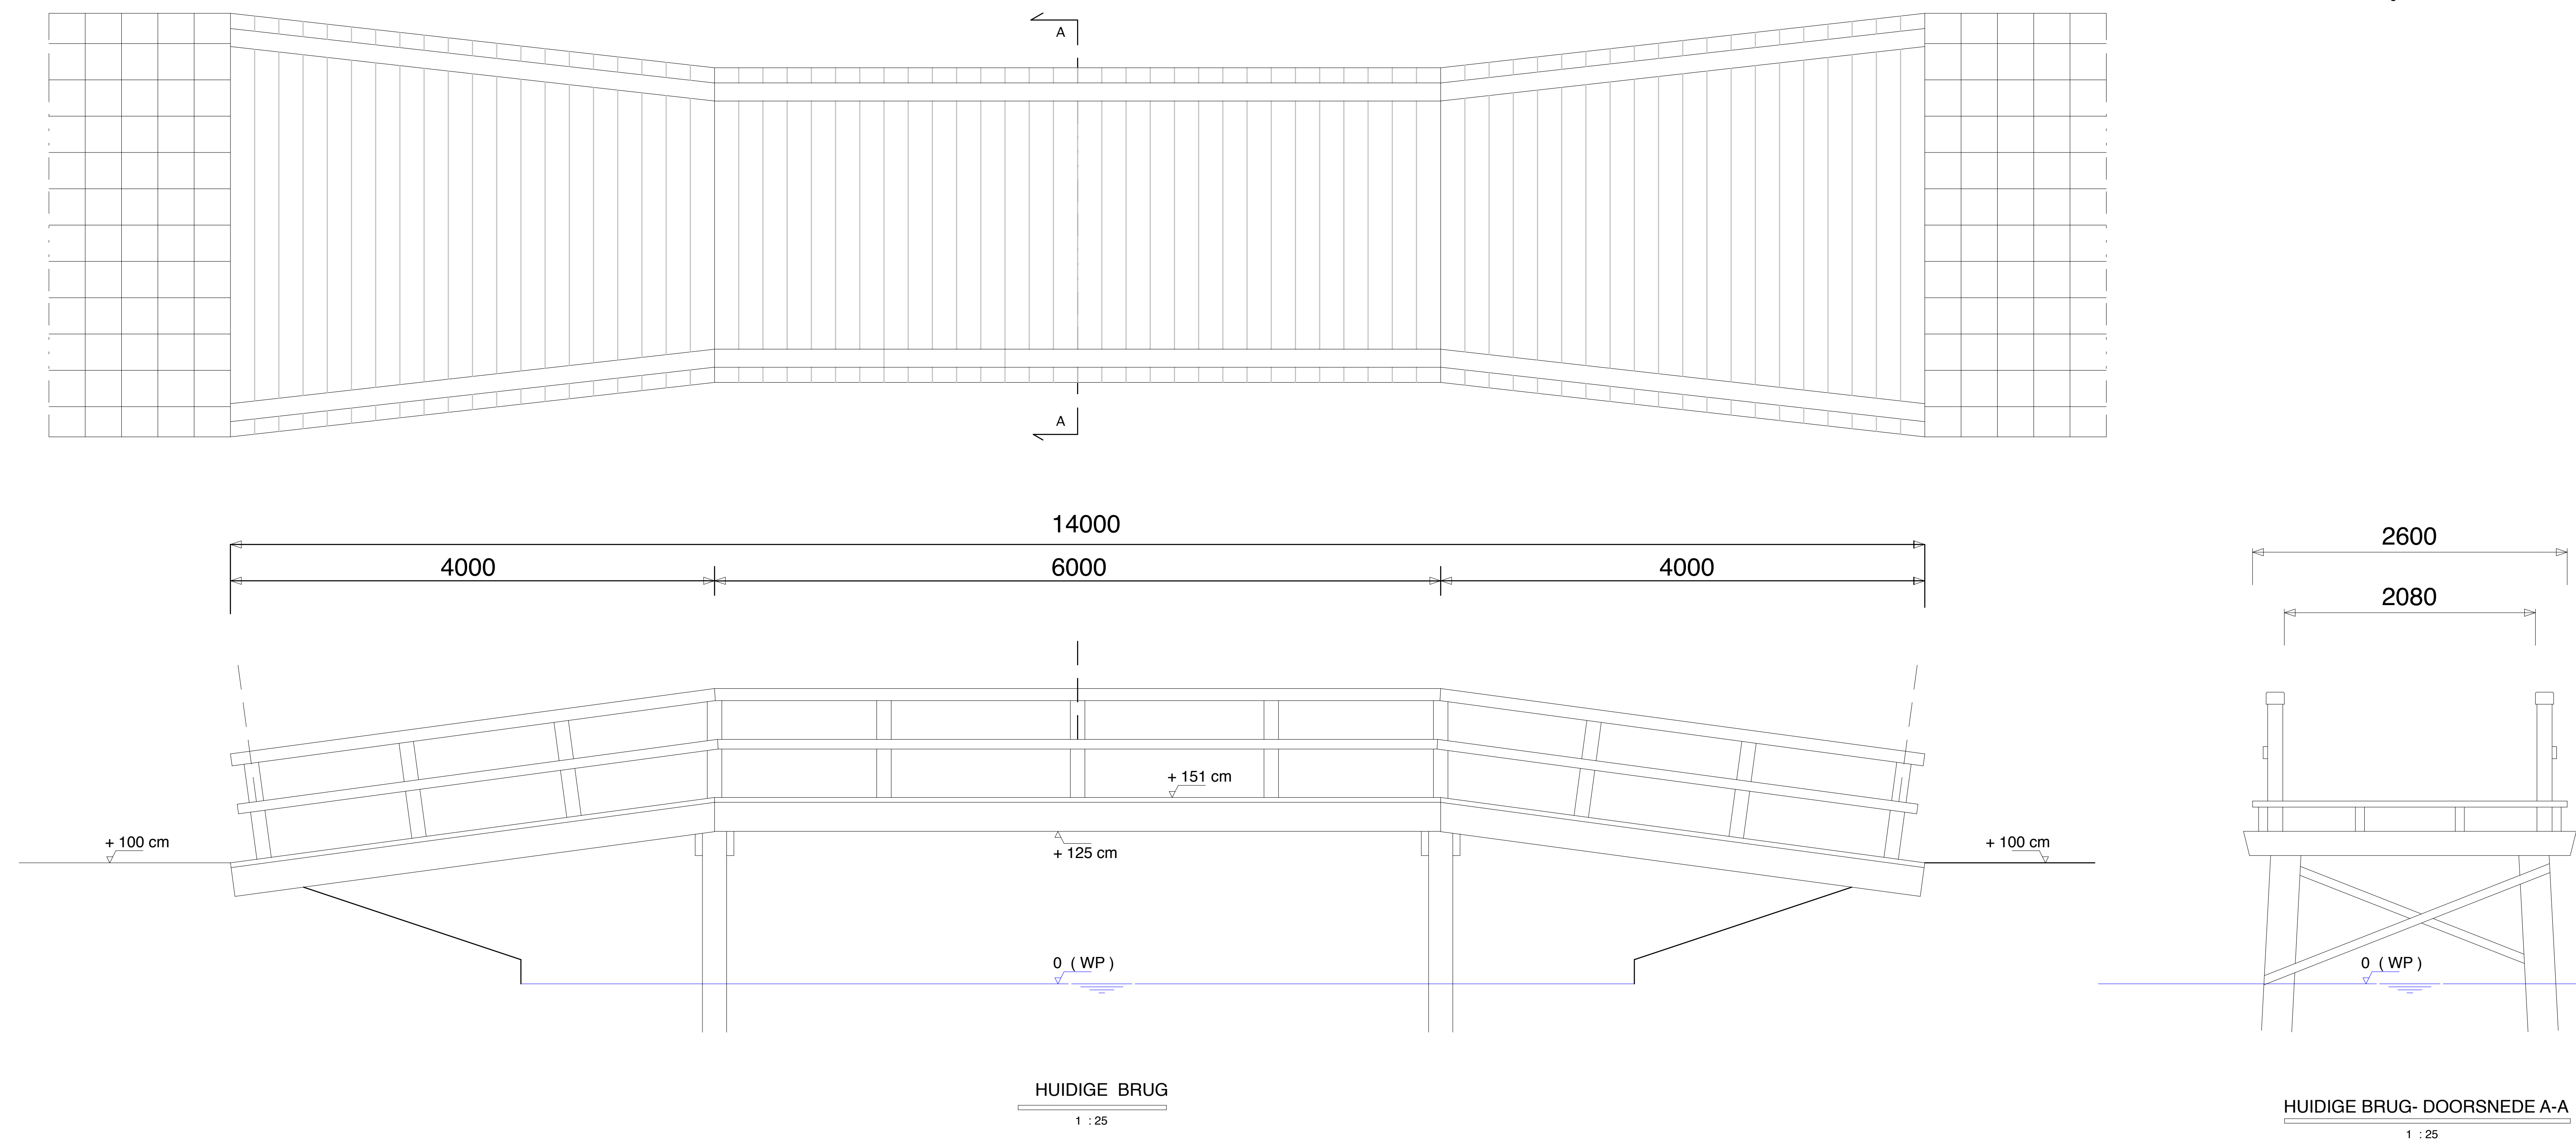 A
A
14000
4000 6000 4000
2600
2080
+ 151 cm
+ 100 cm
+ 125 cm
+ 100 cm
0 ( WP )
0 ( WP )
HUIDIGE BRUG
1 : 25
HUIDIGE BRUG- DOORSNEDE A-A
1 : 25